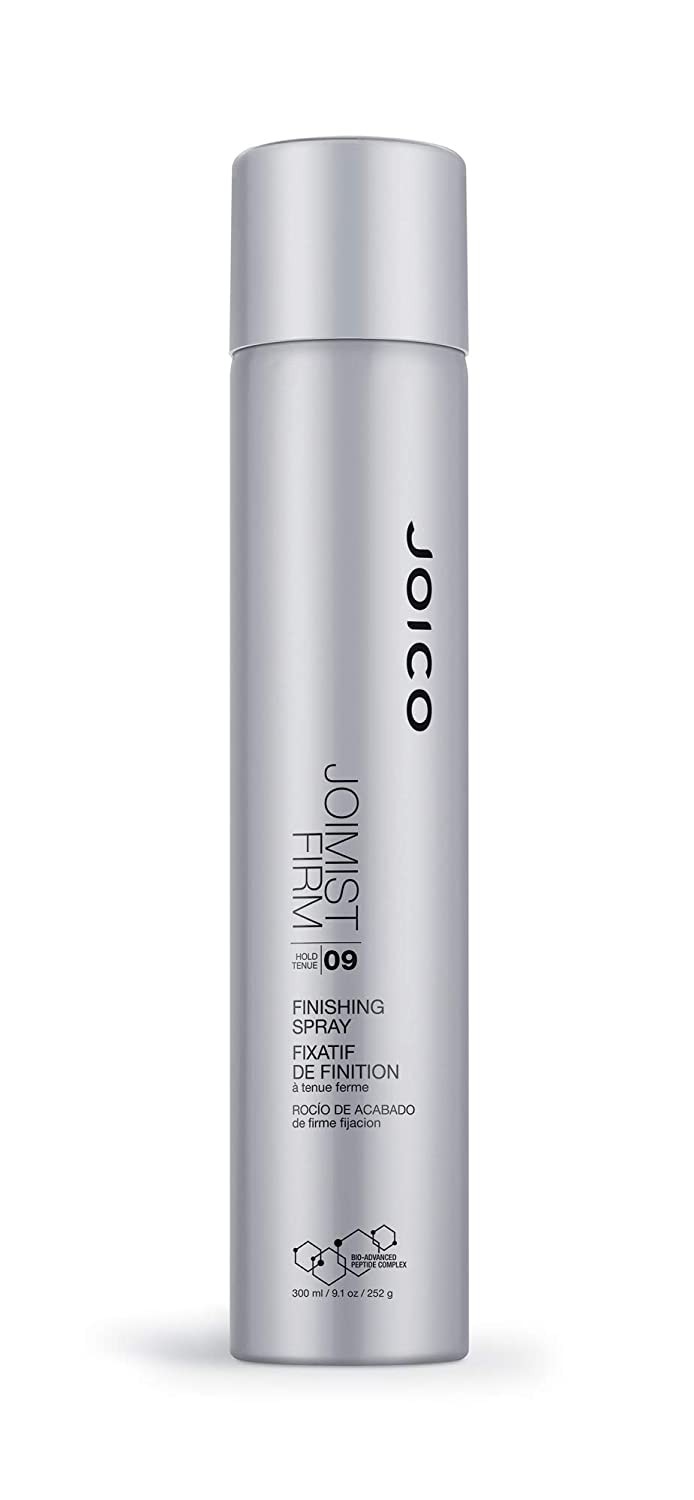 JOICO
JOIMIST
FIRM
HOLD
TENUE
09
FINISHING
SPRAY
FIXATIF
DE FINITION
à tenue ferme
ROCÍO DE ACABADO
de firme fijacion
BIO-ADVANCED
PEPTIDE COMPLEX
300 ml / 9.1 oz / 252 g